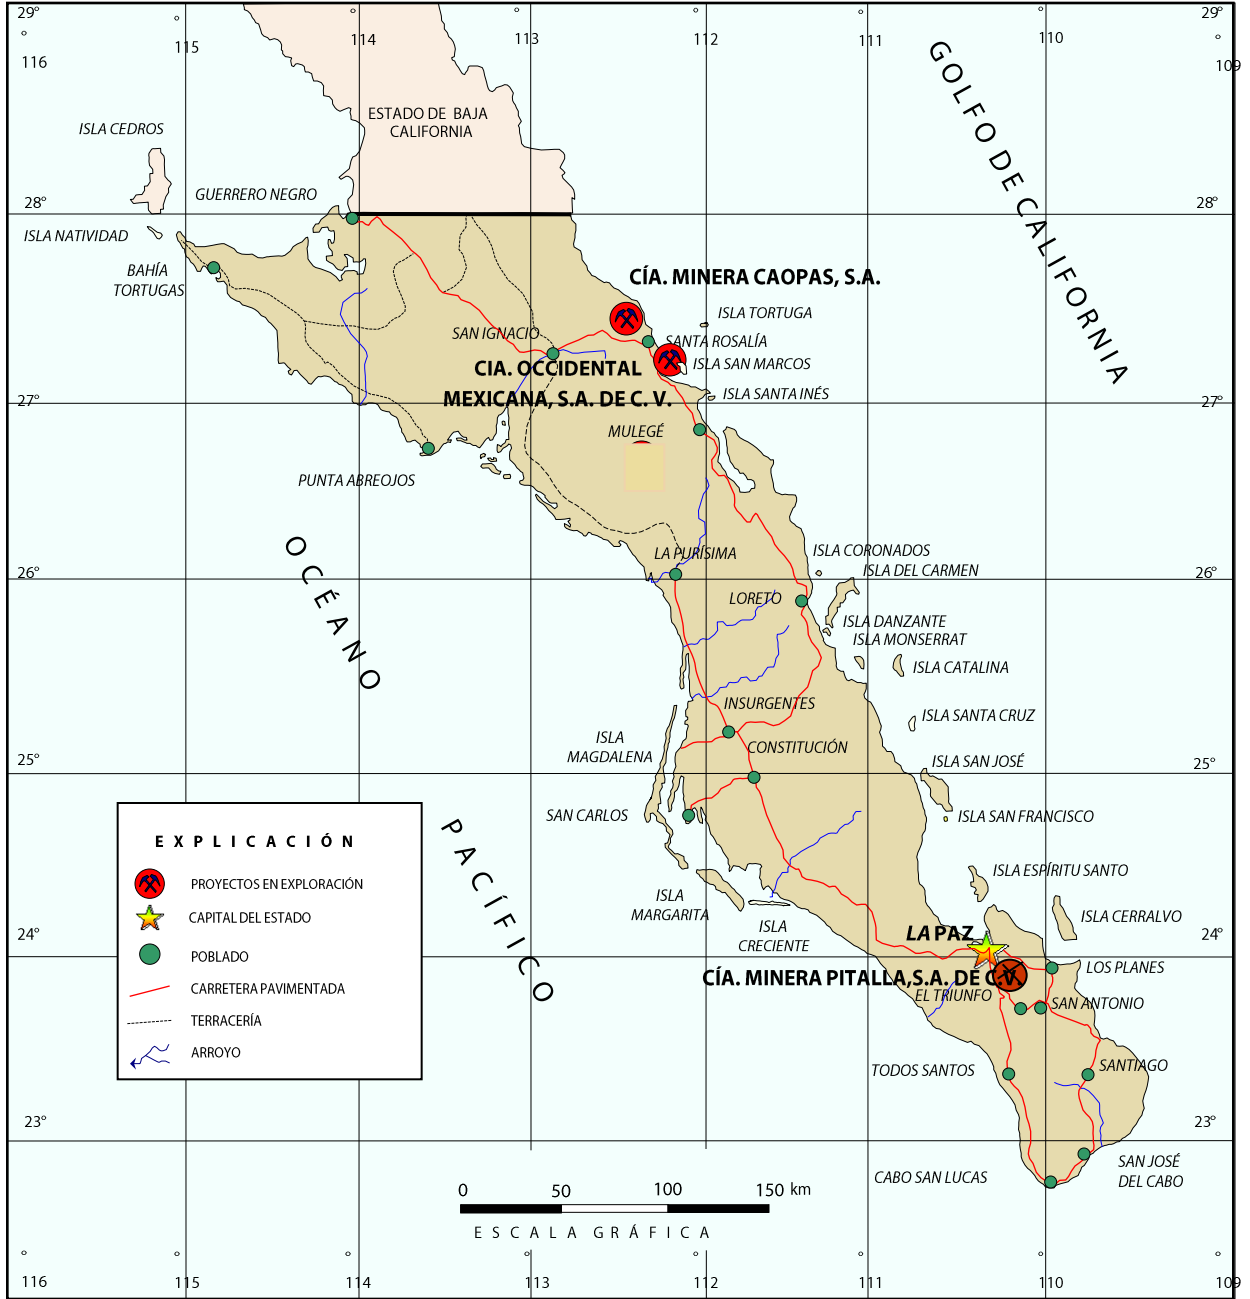 29°
29°
116
115
114
113
112
111
110
109
GOLFO DE CALIFORNIA
ESTADO DE BAJA
CALIFORNIA
ISLA CEDROS
GUERRERO NEGRO
28°
28°
ISLA NATIVIDAD
BAHÍA
TORTUGAS
CÍA. MINERA CAOPAS, S.A.
ISLA TORTUGA
SAN IGNACIO
SANTA ROSALÍA
ISLA SAN MARCOS
CIA. OCCIDENTAL
MEXICANA, S.A. DE C. V.
ISLA SANTA INÉS
27°
27°
MULEGÉ
PUNTA ABREOJOS
OCÉANO
LA PURÍSIMA
ISLA CORONADOS
ISLA DEL CARMEN
26°
26°
LORETO
ISLA DANZANTE
ISLA MONSERRAT
ISLA CATALINA
INSURGENTES
ISLA SANTA CRUZ
ISLA
MAGDALENA
CONSTITUCIÓN
ISLA SAN JOSÉ
25°
25°
SAN CARLOS
ISLA SAN FRANCISCO
PACÍFICO
EXPLICACIÓN
PROYECTOS EN EXPLORACIÓN
CAPITAL DEL ESTADO
POBLADO
CARRETERA PAVIMENTADA
TERRACERÍA
ARROYO
ISLA ESPÍRITU SANTO
ISLA
MARGARITA
ISLA CERRALVO
ISLA
CRECIENTE
LA PAZ
24°
24°
LOS PLANES
CÍA. MINERA PITALLA,S.A. DE C.V.
EL TRIUNFO
SAN ANTONIO
TODOS SANTOS
SANTIAGO
23°
23°
CABO SAN LUCAS
SAN JOSÉ
DEL CABO
0 50 100 150 km
ESCALA GRÁFICA
116
115
114
113
112
111
110
109